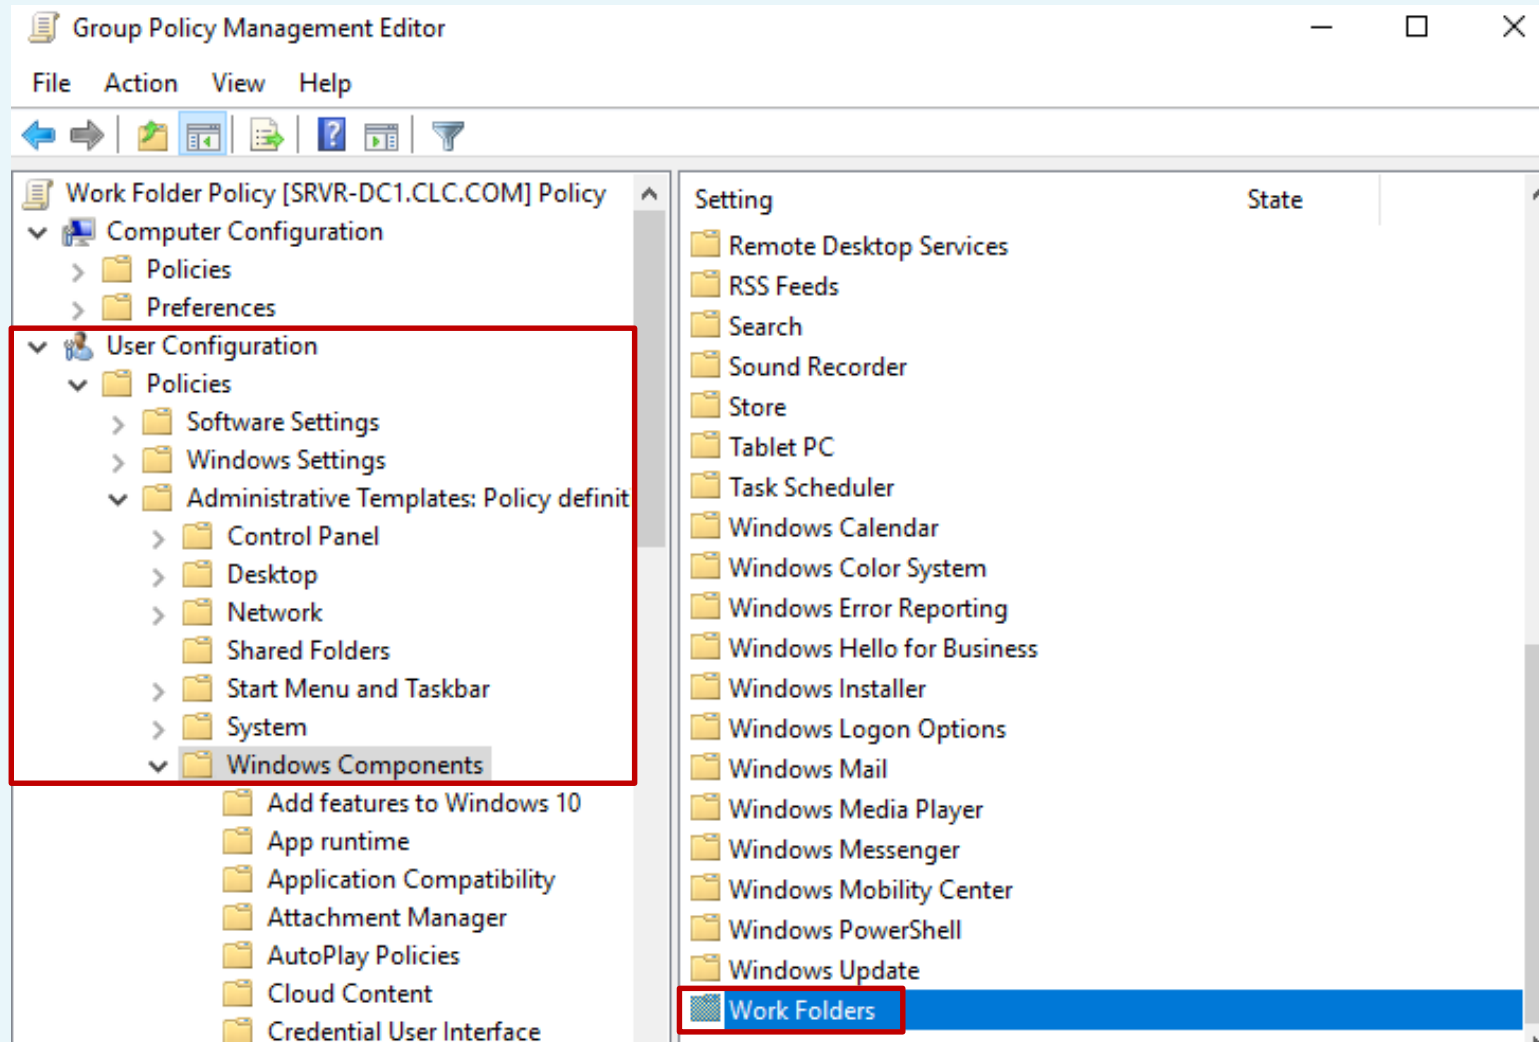 Group Policy Management Editor
File Action View Help
Work Folder Policy [SRVR-DC1.CLC.COM] Policy
Computer Configuration
Policies
Preferences
User Configuration
Policies
Software Settings
Windows Settings
Administrative Templates: Policy definit
Control Panel
Desktop
Network
Shared Folders
Start Menu and Taskbar
System
Windows Components
Add features to Windows 10
App runtime
Application Compatibility
Attachment Manager
AutoPlay Policies
Cloud Content
Credential User Interface
Setting State
Remote Desktop Services
RSS Feeds
Search
Sound Recorder
Store
Tablet PC
Task Scheduler
Windows Calendar
Windows Color System
Windows Error Reporting
Windows Hello for Business
Windows Installer
Windows Logon Options
Windows Mail
Windows Media Player
Windows Messenger
Windows Mobility Center
Windows PowerShell
Windows Update
Work Folders